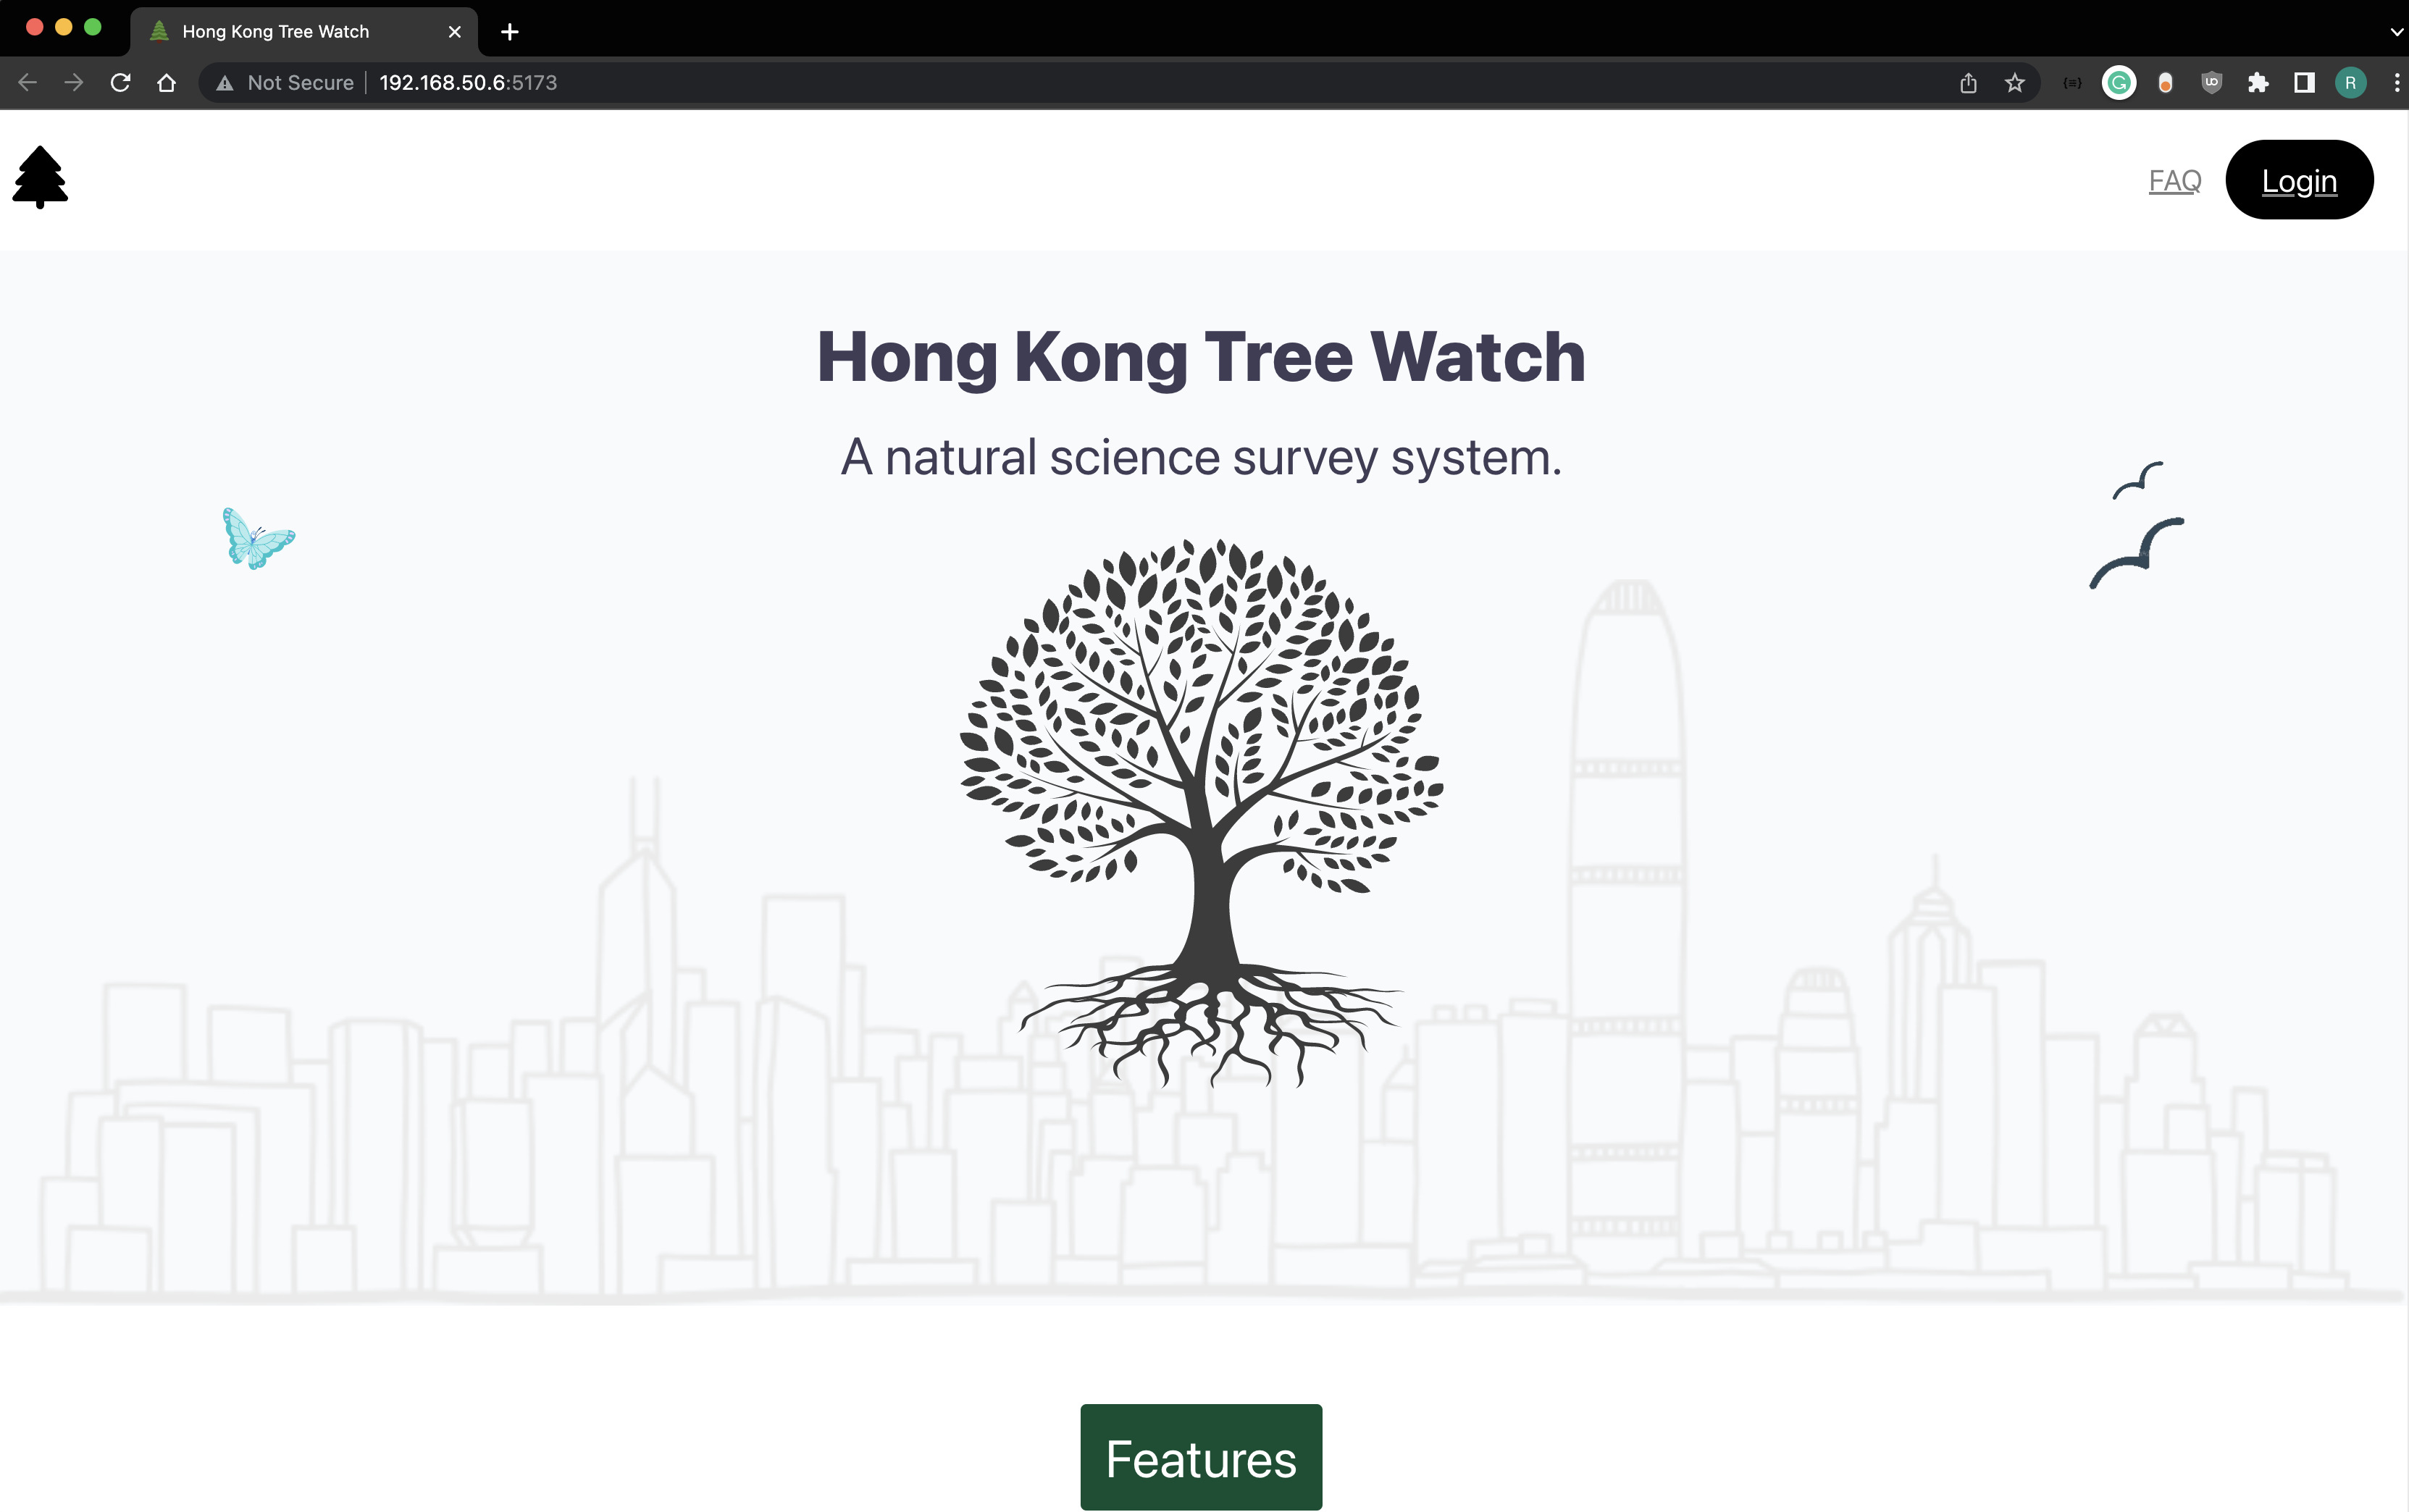 Hong Kong Tree Watch
Not Secure 192.168.50.6:5173
R
FAQ
Login
Hong Kong Tree Watch
A natural science survey system.
Features